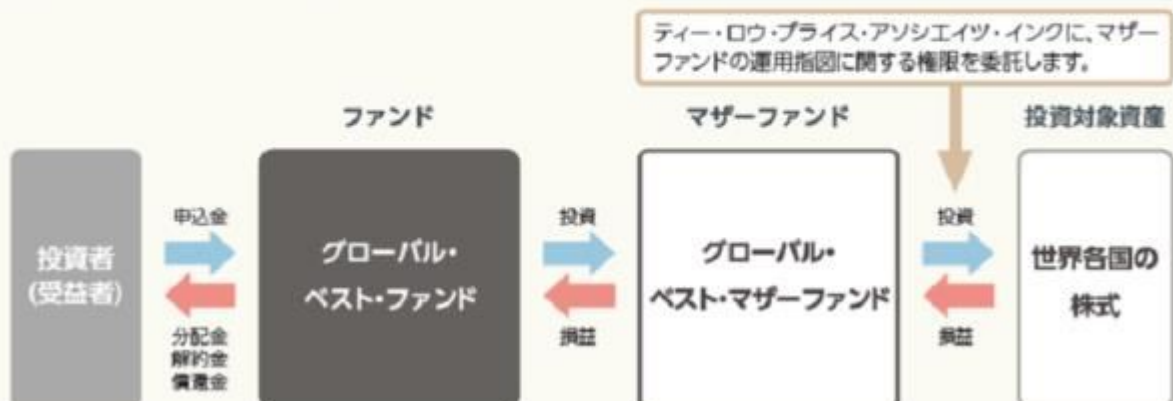 ティー・ロウ・プライス・アソシエイツ・インクに、マザー
ファンドの運用指図に関する権限を委託します。
ファンド
マザーファンド
投資対象資産
投資者
(受益者)
申込金
分配金
解約金
償還金
グローバル・
ベスト・ファンド
投資
損益
グローバル・
ベスト・マザーファンド
投資
損益
世界各国の
株式